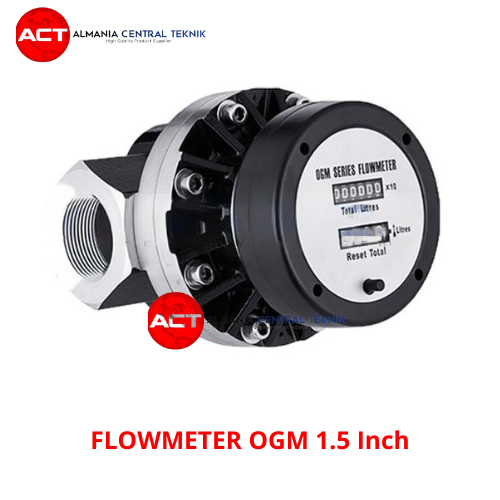 ACT
ALMANIA CENTRAL TEKNIK
High Quality Product Supplier
OGM SERIES FLOWMETER
000000 X10
Total Litres
Litres
Reset Total
ACT
CENTRAL TEKNIK
FLOWMETER OGM 1.5 Inch